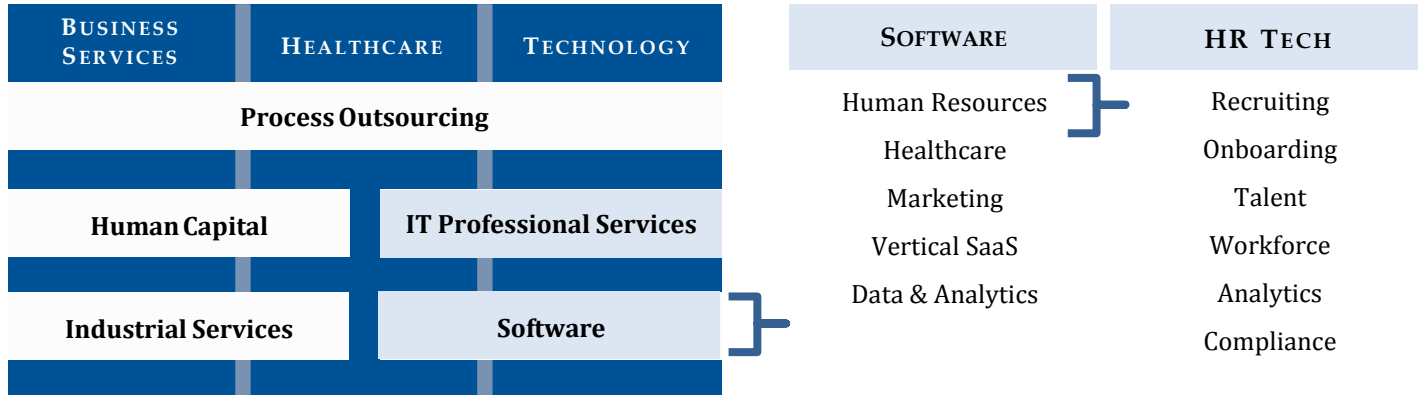 BUSINESS
SERVICES
HEALTHCARE
TECHNOLOGY
Process Outsourcing
Human Capital
IT Professional Services
Industrial Services
Software
SOFTWARE
Human Resources
Healthcare
Marketing
Vertical SaaS
Data & Analytics
HR TECH
Recruiting
Onboarding
Talent
Workforce
Analytics
Compliance